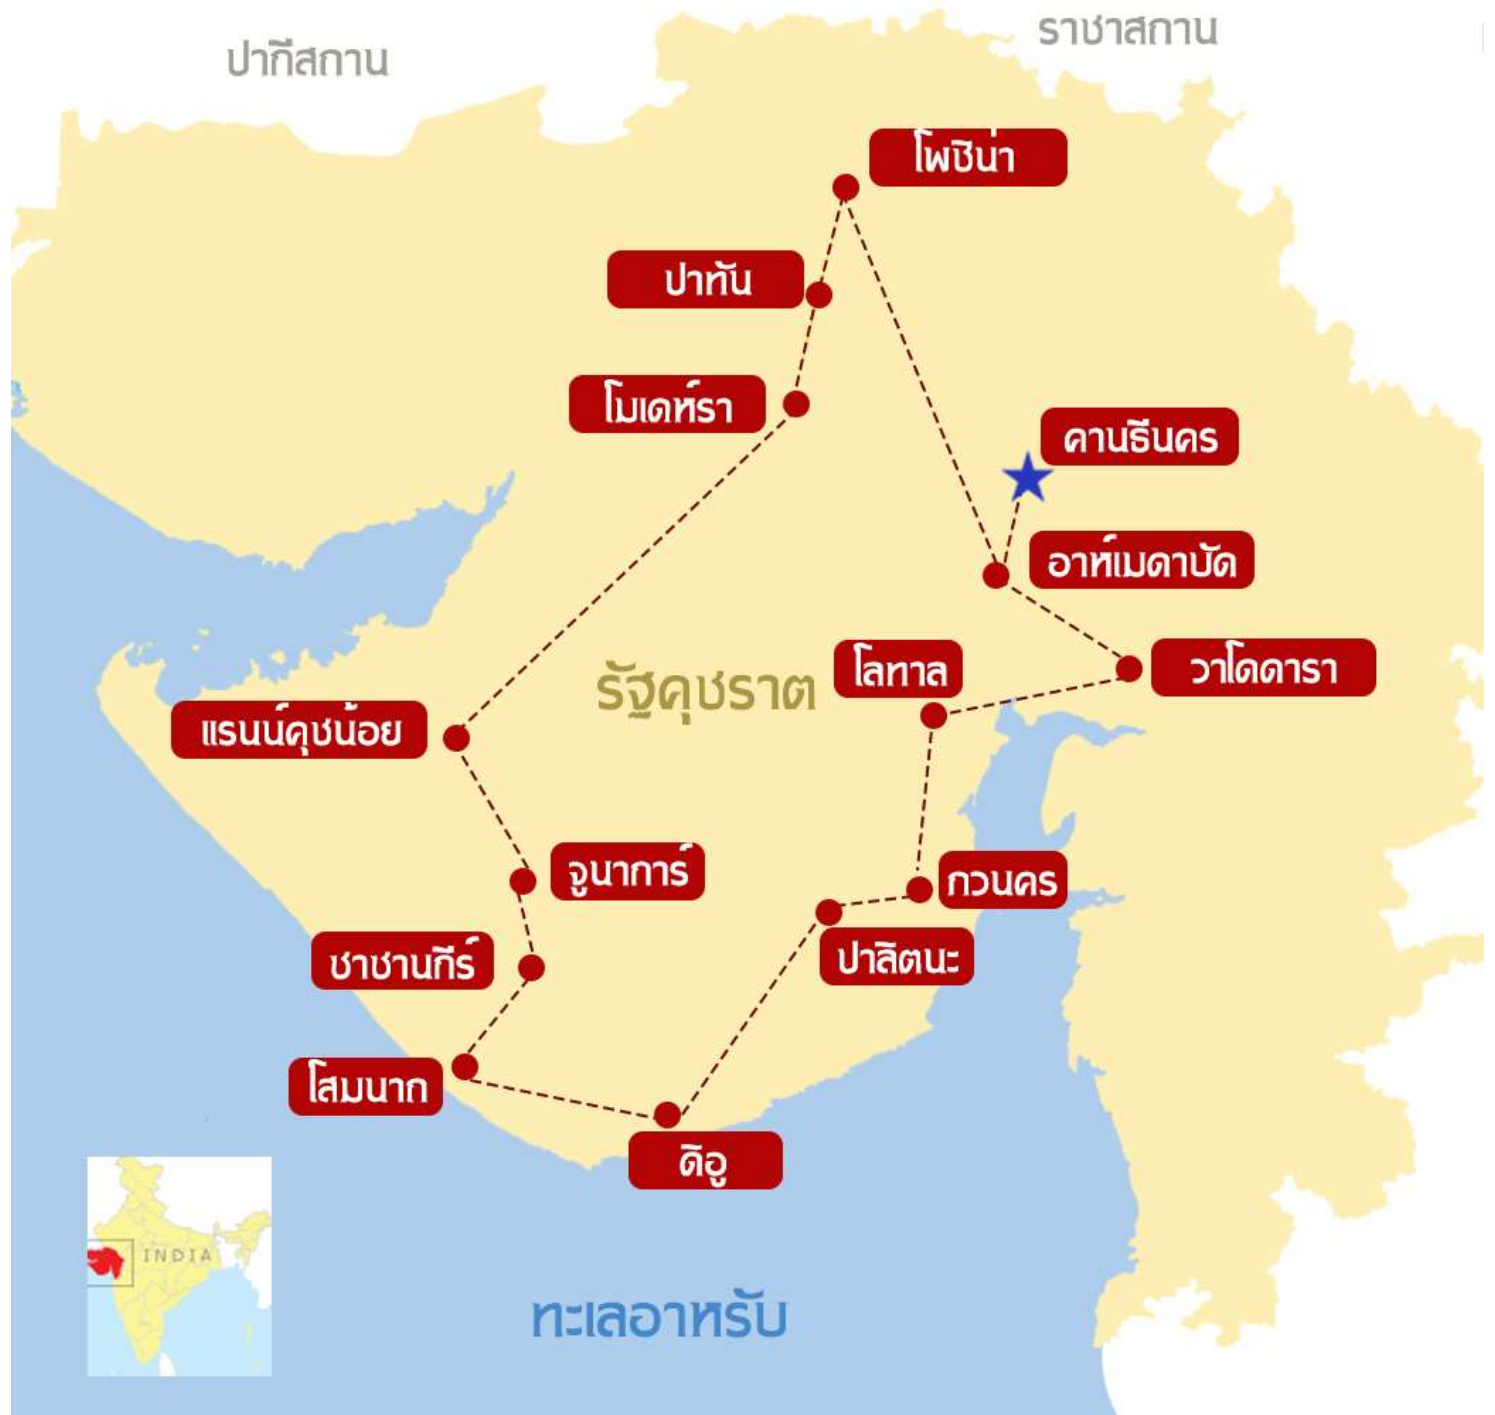 ราชาสถาน
ปากีสถาน
โพชิน่า
ปาทัน
โมเดห์รา
คานธีนคร
อาห์เมดาบัด
โลทาล
วาโดดารา
รัฐคุชราต
แรนน์คุชน้อย
จูนาการ์
กวนคร
ชาชานกีร์
ปาลิตนะ
โสมนาถ
ดิอู
INDIA
ทะเลอาหรับ